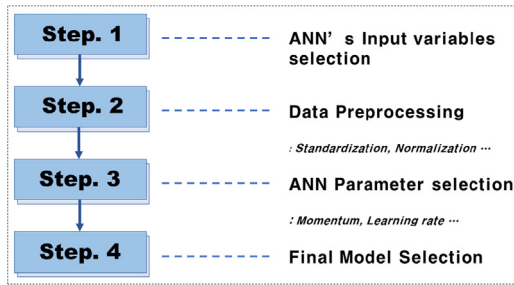 Step. 1
ANN's Input variables
selection
Step. 2
Data Preprocessing
: Standardization, Normalization ···
Step. 3
ANN Parameter selection
: Momentum, Learning rate ···
Step. 4
Final Model Selection